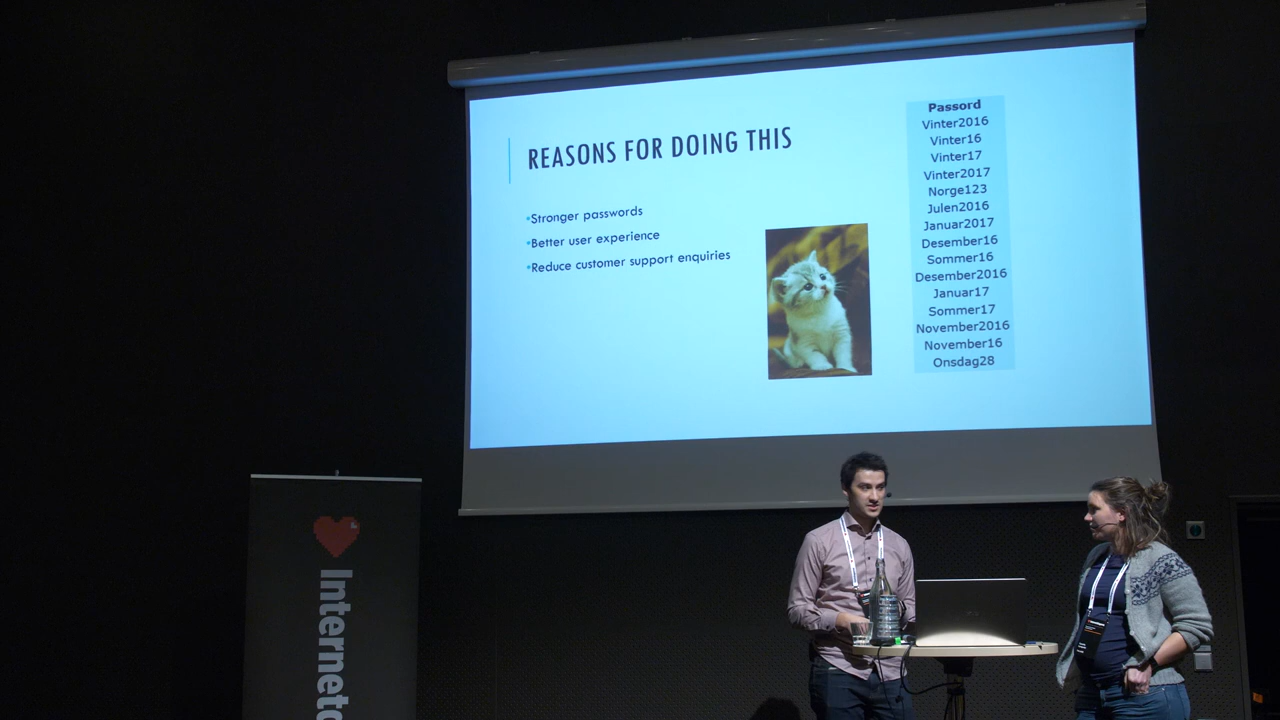 REASONS FOR DOING THIS
Stronger passwords
Better user experience
Reduce customer support enquiries
Passord
Vinter2016
Vinter16
Vinter17
Vinter2017
Norge123
Julen2016
Januar2017
Desember16
Sommer16
Desember2016
Januar17
Sommer17
November2016
November16
Onsdag28